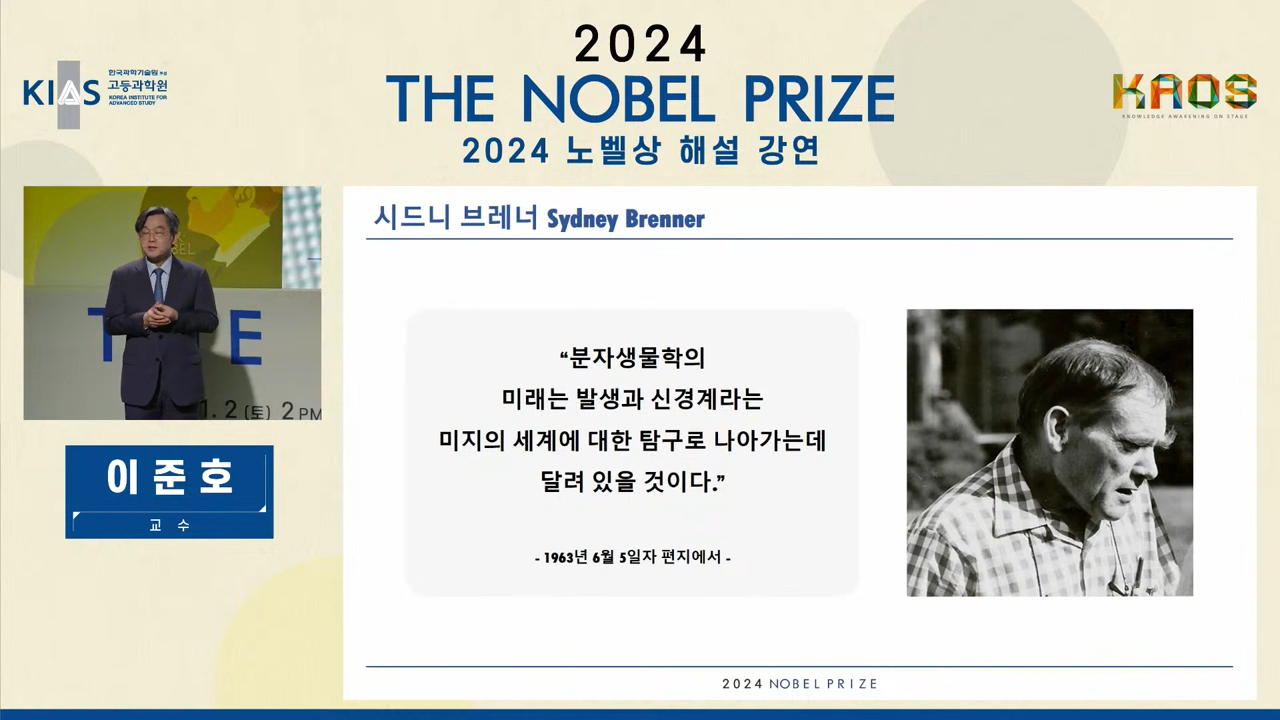 2024
THE NOBEL PRIZE
2024 노벨상 해설 강연
KIAS
한국과학기술원 부설
고등과학원
KOREA INSTITUTE FOR
ADVANCED STUDY
KAOS
KNOWLEDGE AWAKENING ON STAGE
시드니 브레너 Sydney Brenner
“분자생물학의
미래는 발생과 신경계라는
미지의 세계에 대한 탐구로 나아가는데
달려 있을 것이다.”
- 1963년 6월 5일자 편지에서 -
T E
1. 2 (토) 2 PM
이준호
교 수
2024 NOBEL PRIZE